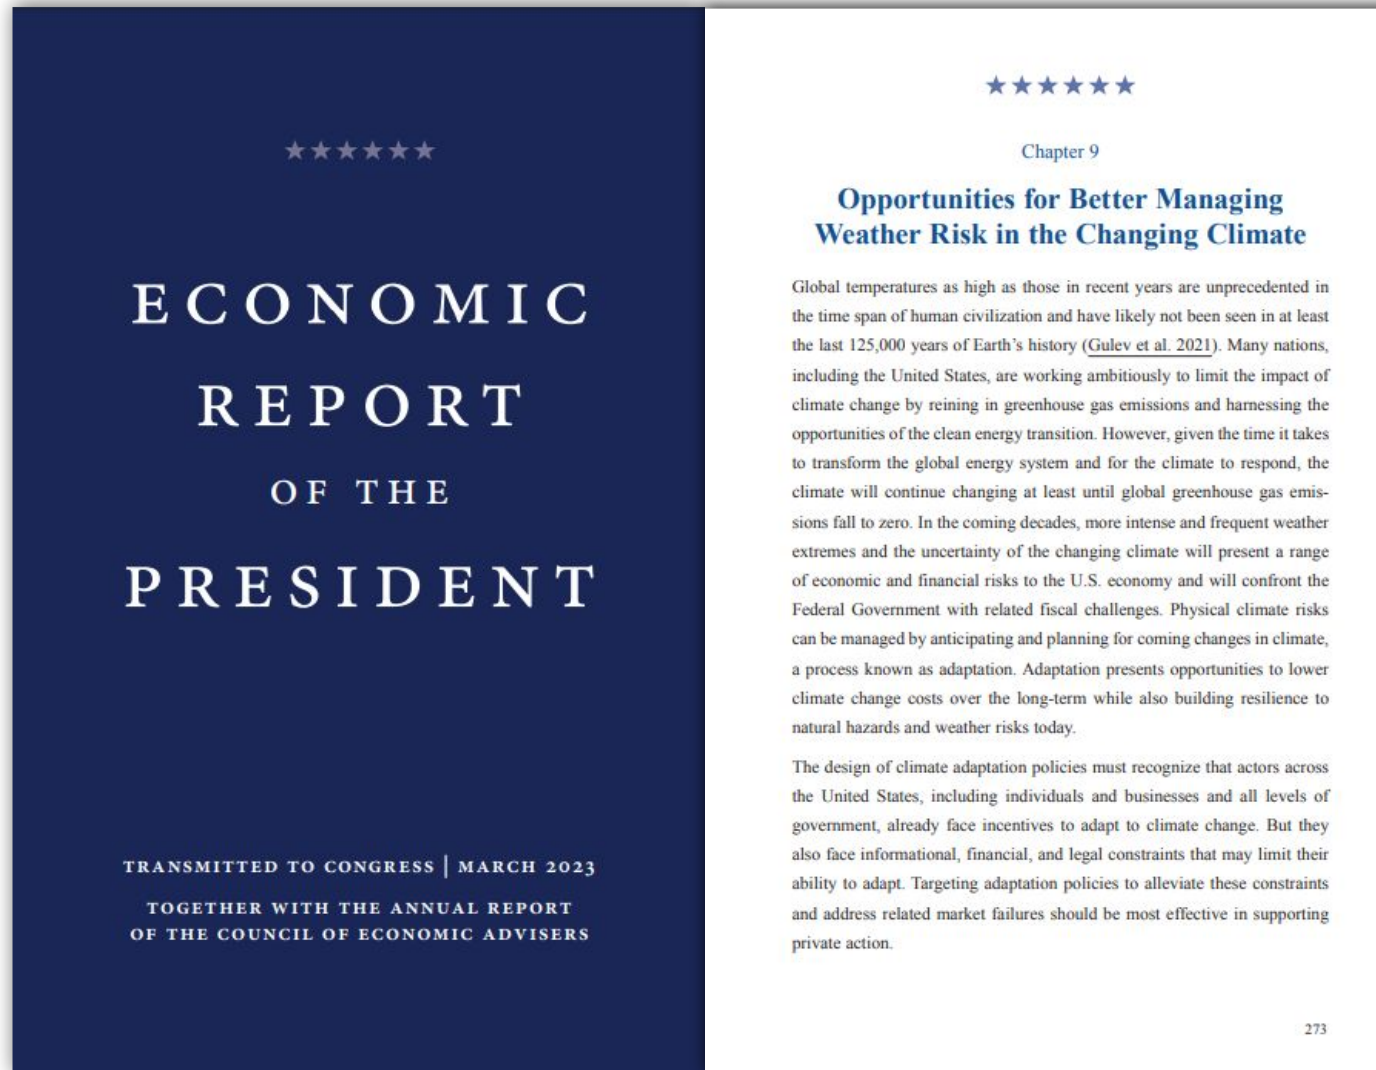 ECONOMIC
REPORT
OF THE
PRESIDENT
TRANSMITTED TO CONGRESS | MARCH 2023
TOGETHER WITH THE ANNUAL REPORT
OF THE COUNCIL OF ECONOMIC ADVISERS
Chapter 9
Opportunities for Better Managing
Weather Risk in the Changing Climate
Global temperatures as high as those in recent years are unprecedented in
the time span of human civilization and have likely not been seen in at least
the last 125,000 years of Earth's history (Gulev et al. 2021). Many nations,
including the United States, are working ambitiously to limit the impact of
climate change by reining in greenhouse gas emissions and harnessing the
opportunities of the clean energy transition. However, given the time it takes
to transform the global energy system and for the climate to respond, the
climate will continue changing at least until global greenhouse gas emis-
sions fall to zero. In the coming decades, more intense and frequent weather
extremes and the uncertainty of the changing climate will present a range
of economic and financial risks to the U.S. economy and will confront the
Federal Government with related fiscal challenges. Physical climate risks
can be managed by anticipating and planning for coming changes in climate,
a process known as adaptation. Adaptation presents opportunities to lower
climate change costs over the long-term while also building resilience to
natural hazards and weather risks today.
The design of climate adaptation policies must recognize that actors across
the United States, including individuals and businesses and all levels of
government, already face incentives to adapt to climate change. But they
also face informational, financial, and legal constraints that may limit their
ability to adapt. Targeting adaptation policies to alleviate these constraints
and address related market failures should be most effective in supporting
private action.
273